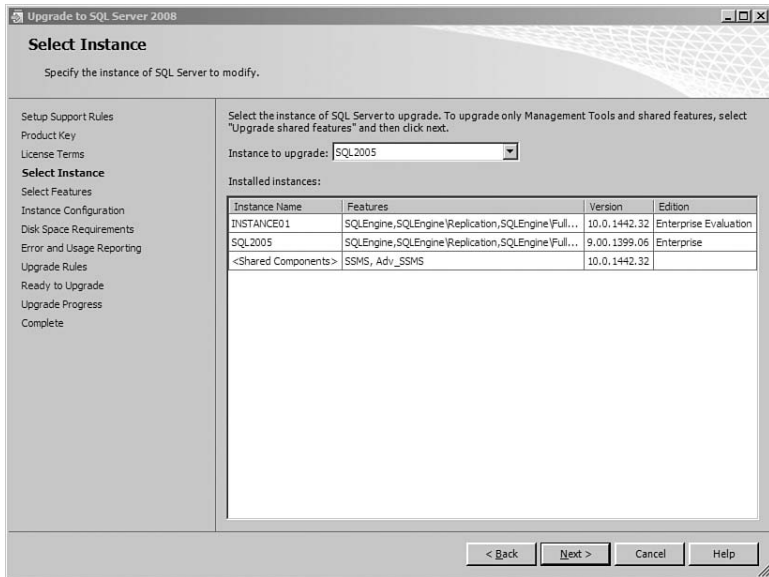 Upgrade to SQL Server 2008
Select Instance
Specify the instance of SQL Server to modify.
Setup Support Rules
Product Key
License Terms
Select Instance
Select Features
Instance Configuration
Disk Space Requirements
Error and Usage Reporting
Upgrade Rules
Ready to Upgrade
Upgrade Progress
Complete
Select the instance of SQL Server to upgrade. To upgrade only Management Tools and shared features, select
"Upgrade shared features" and then click next.
Instance to upgrade: SQL2005
Installed instances:
Instance Name Features Version Edition
INSTANCE01 SQLEngine,SQLEngine\Replication,SQLEngine\Full... 10.0.1442.32 Enterprise Evaluation
SQL2005 SQLEngine,SQLEngine\Replication,SQLEngine\Full... 9.00.1399.06 Enterprise
<Shared Components> SSMS, Adv_SSMS 10.0.1442.32
< Back Next > Cancel Help